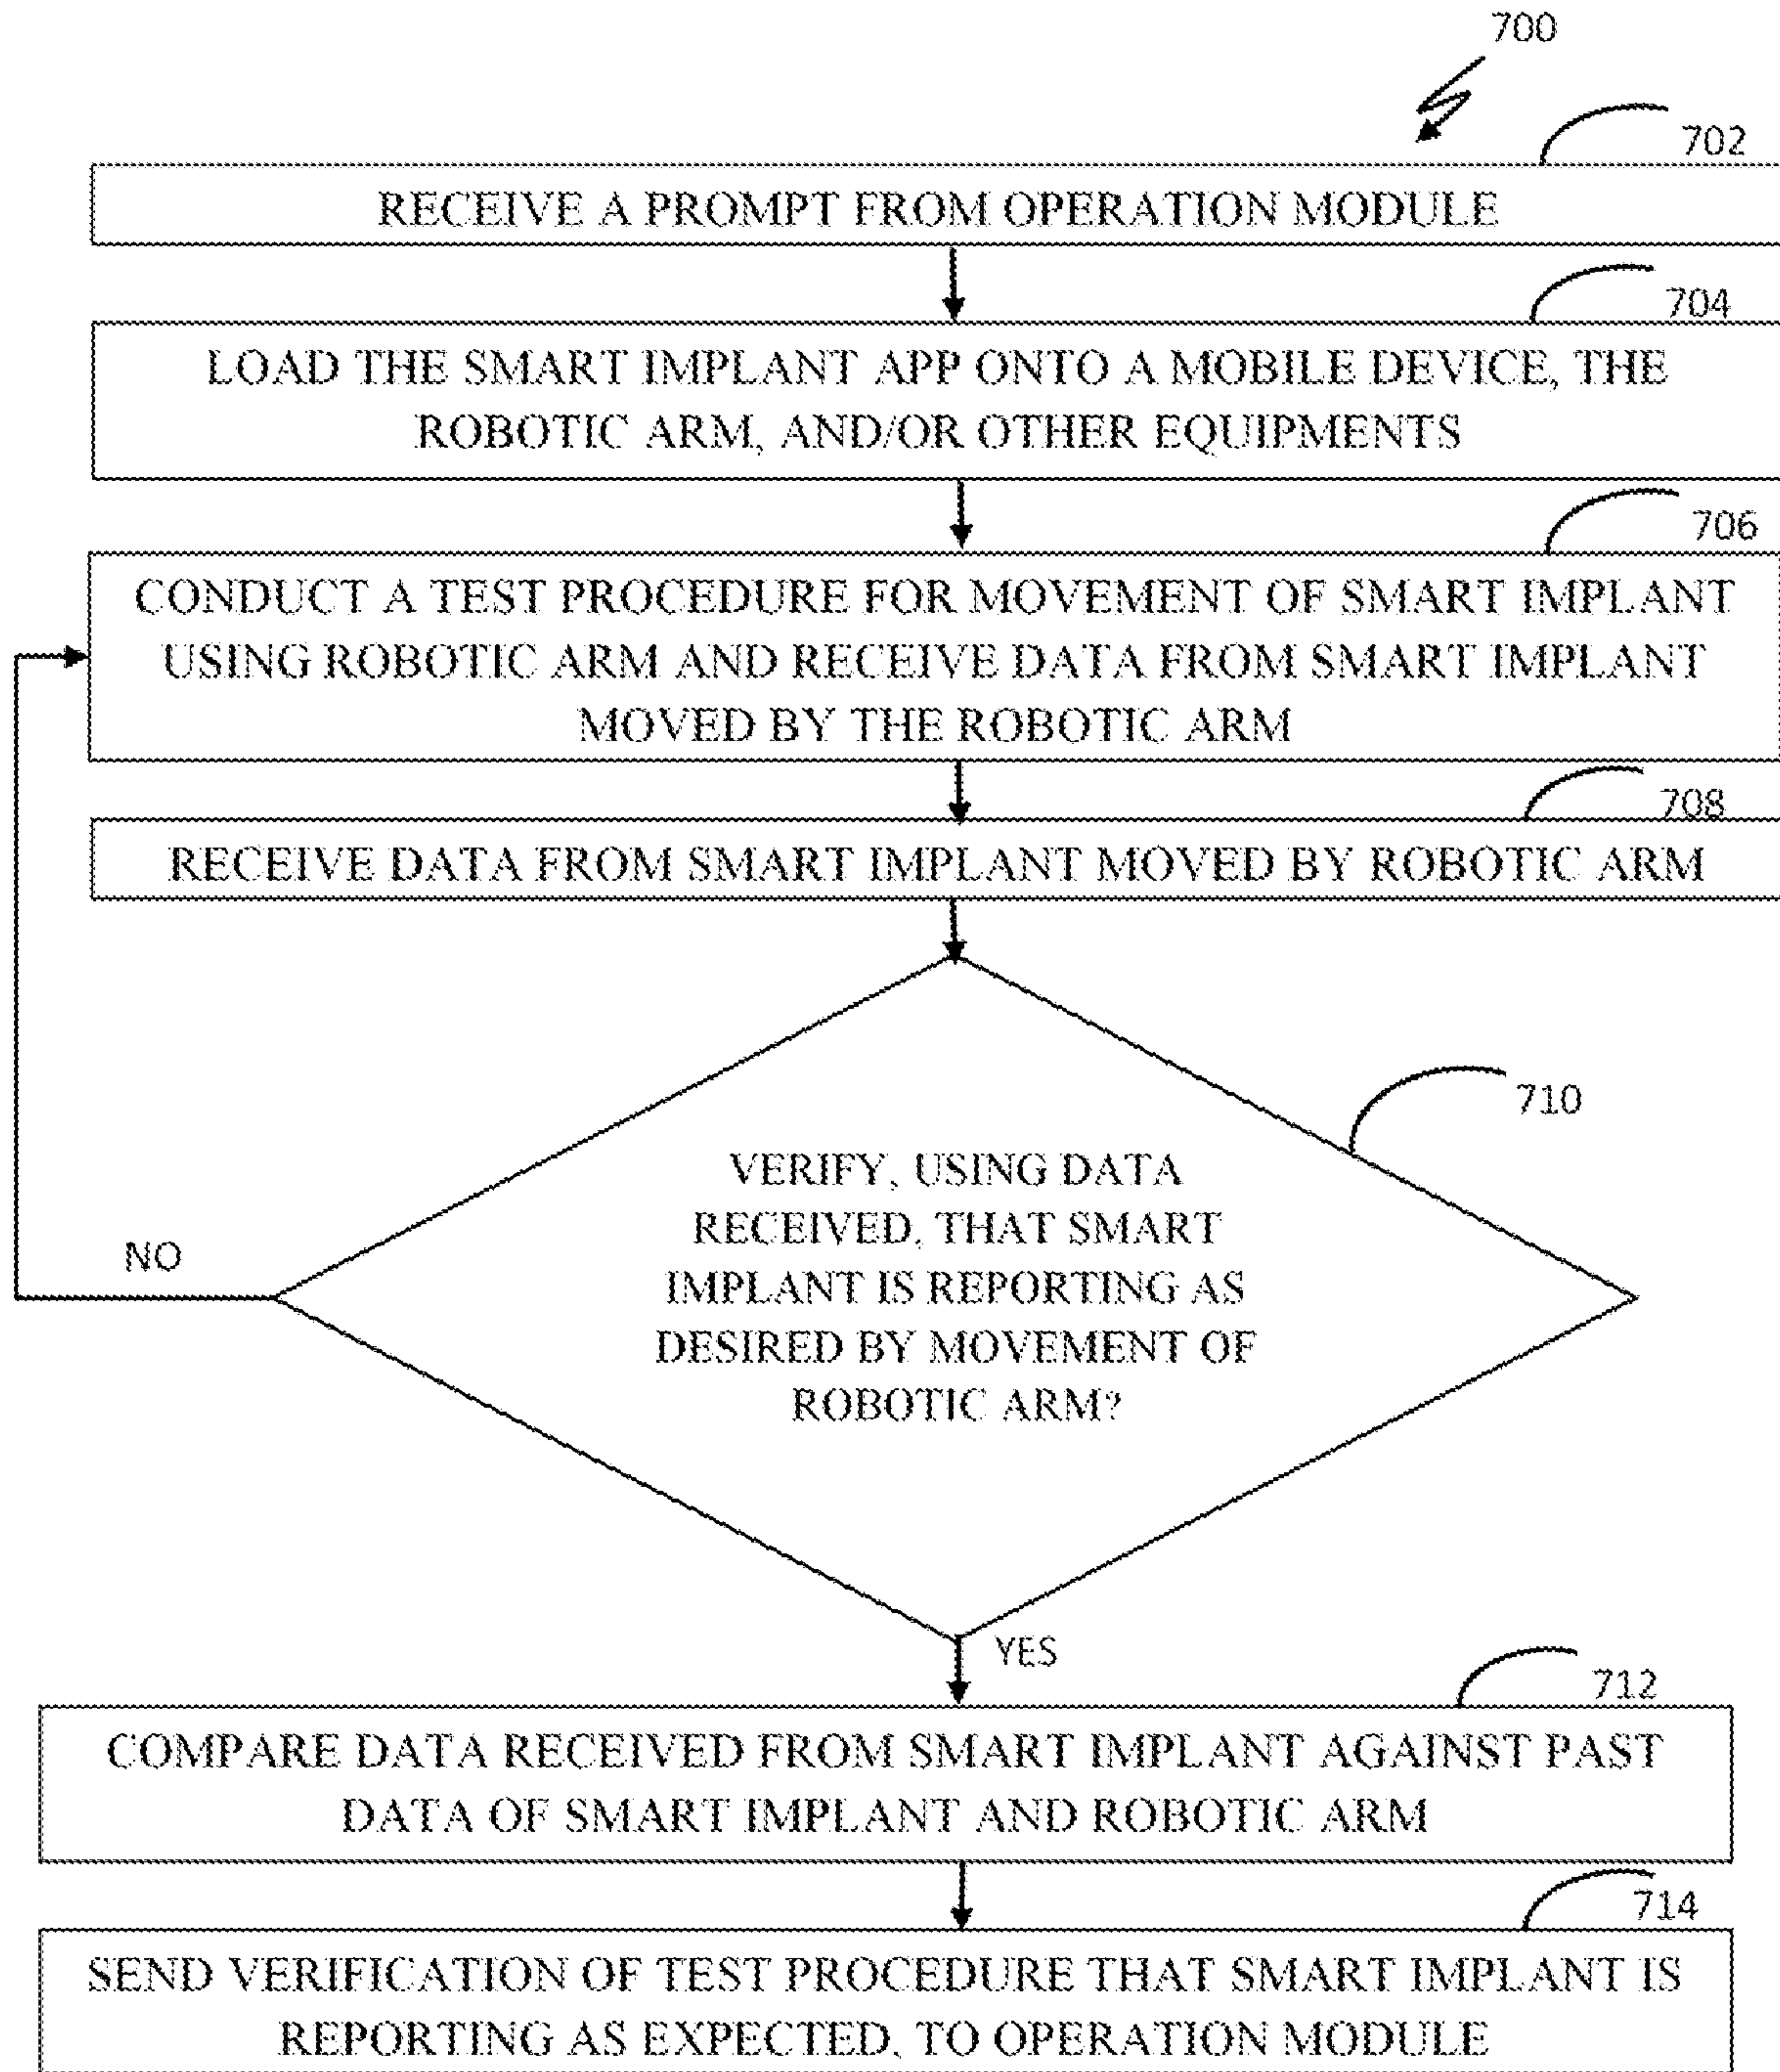 700
702
RECEIVE A PROMPT FROM OPERATION MODULE
704
LOAD THE SMART IMPLANT APP ONTO A MOBILE DEVICE, THE
ROBOTIC ARM, AND/OR OTHER EQUIPMENTS
706
CONDUCT A TEST PROCEDURE FOR MOVEMENT OF SMART IMPLANT
USING ROBOTIC ARM AND RECEIVE DATA FROM SMART IMPLANT
MOVED BY THE ROBOTIC ARM
708
RECEIVE DATA FROM SMART IMPLANT MOVED BY ROBOTIC ARM
710
VERIFY, USING DATA
RECEIVED, THAT SMART
IMPLANT IS REPORTING AS
DESIRED BY MOVEMENT OF
ROBOTIC ARM?
NO
YES
712
COMPARE DATA RECEIVED FROM SMART IMPLANT AGAINST PAST
DATA OF SMART IMPLANT AND ROBOTIC ARM
714
SEND VERIFICATION OF TEST PROCEDURE THAT SMART IMPLANT IS
REPORTING AS EXPECTED, TO OPERATION MODULE